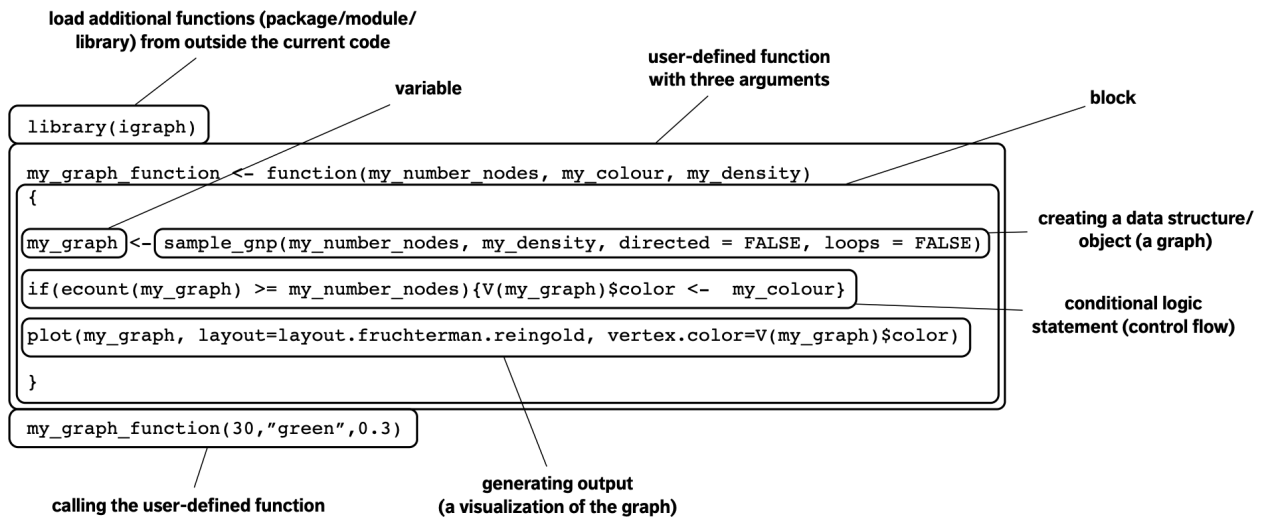 load additional functions (package/module/
library) from outside the current code
user-defined function
with three arguments
variable
block
library(igraph)
my_graph_function <- function(my_number_nodes, my_colour, my_density)
{
my_graph <- sample_gnp(my_number_nodes, my_density, directed = FALSE, loops = FALSE)
creating a data structure/
object (a graph)
if(ecount(my_graph) >= my_number_nodes){V(my_graph)$color <-  my_colour}
conditional logic
statement (control flow)
plot(my_graph, layout=layout.fruchterman.reingold, vertex.color=V(my_graph)$color)
}
my_graph_function(30,”green”,0.3)
calling the user-defined function
generating output
(a visualization of the graph)